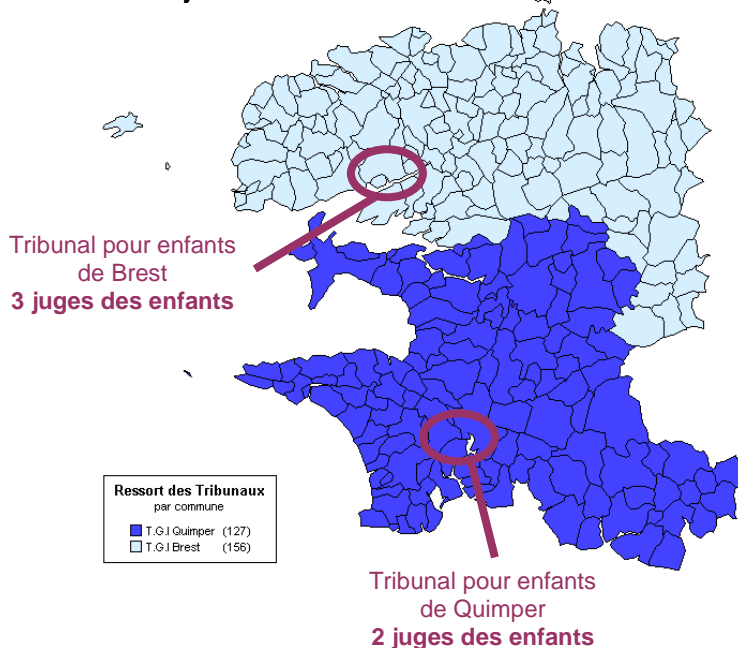 Tribunal pour enfants
de Brest
3 juges des enfants
Ressort des Tribunaux
par commune
T.G.I Quimper (127)
T.G.I Brest (156)
Tribunal pour enfants
de Quimper
2 juges des enfants